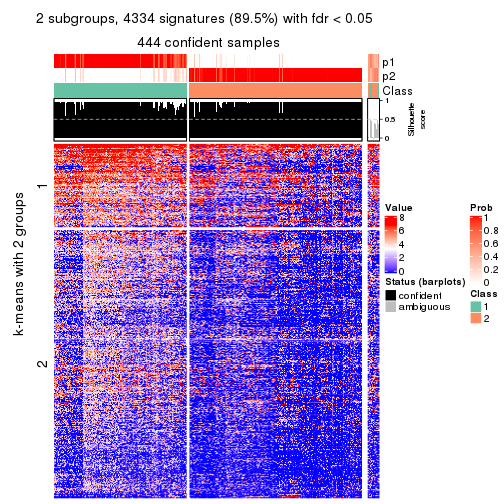 2 subgroups, 4334 signatures (89.5%) with fdr < 0.05
444 confident samples
p1
p2
Class
1
0.5
0
Silhouette
score
k-means with 2 groups
1
2
Value
8
6
4
2
0
Status (barplots)
confident
ambiguous
Prob
1
0.8
0.6
0.4
0.2
0
Class
1
2